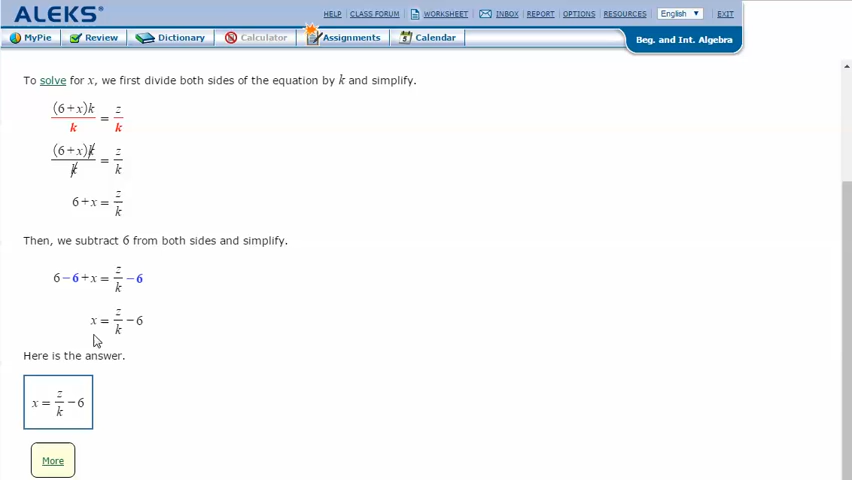 ALEKS®
HELP CLASS FORUM WORKSHEET INBOX REPORT OPTIONS RESOURCES English ▼ EXIT
MyPie Review Dictionary Calculator Assignments Calendar
Beg. and Int. Algebra
To solve for x, we first divide both sides of the equation by k and simplify.
(6+x)k / k = z / k
(6+x)k / k = z / k
6+x = z / k
Then, we subtract 6 from both sides and simplify.
6−6+x = z / k −6
x = z / k −6
Here is the answer.
x = z / k −6
More